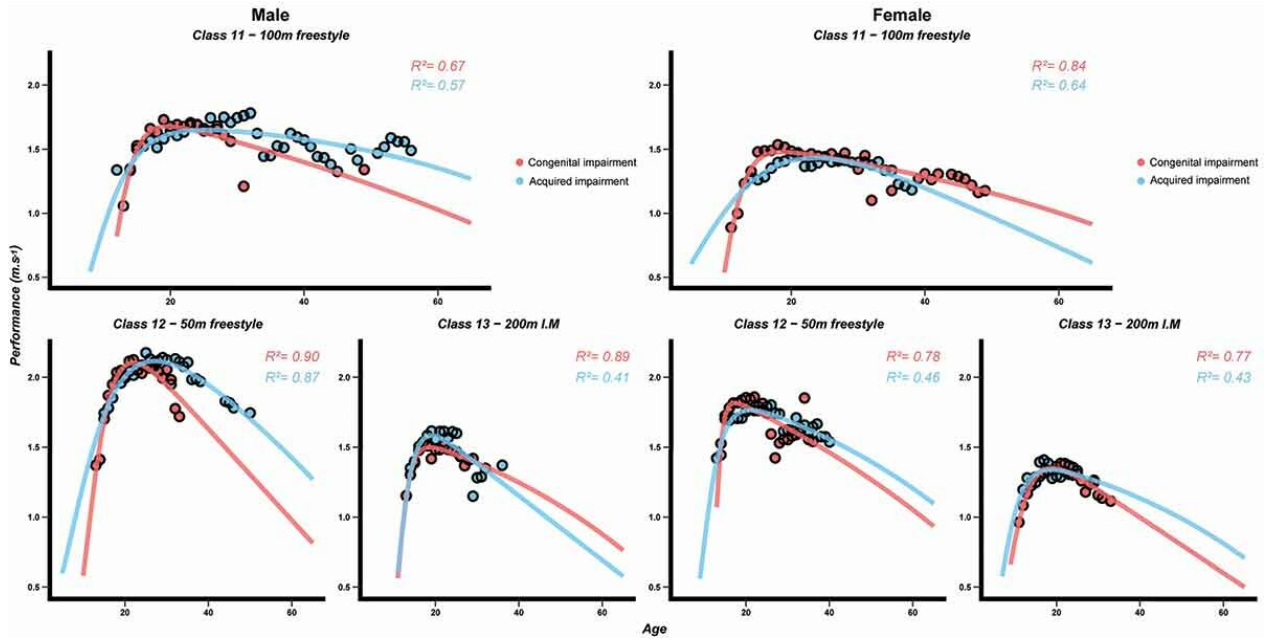 Male
Class 11 – 100m freestyle
R²= 0.67
R²= 0.57
2.0
1.5
1.0
0.5
20
40
60
Congenital impairment
Acquired impairment
Female
Class 11 – 100m freestyle
R²= 0.84
R²= 0.64
2.0
1.5
1.0
0.5
20
40
60
Congenital impairment
Acquired impairment
Performance (m.s⁻¹)
Class 12 – 50m freestyle
R²= 0.90
R²= 0.87
2.0
1.5
1.0
0.5
20
40
60
Class 13 – 200m I.M
R²= 0.89
R²= 0.41
2.0
1.5
1.0
0.5
20
40
60
Class 12 – 50m freestyle
R²= 0.78
R²= 0.46
2.0
1.5
1.0
0.5
20
40
60
Class 13 – 200m I.M
R²= 0.77
R²= 0.43
2.0
1.5
1.0
0.5
20
40
60
Age